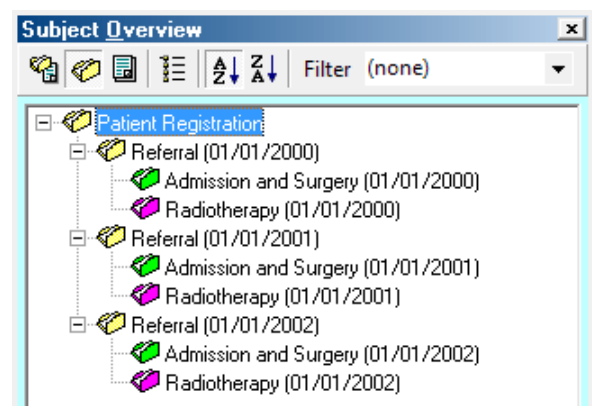 Subject Overview
Filter (none)
Patient Registration
Referral (01/01/2000)
Admission and Surgery (01/01/2000)
Radiotherapy (01/01/2000)
Referral (01/01/2001)
Admission and Surgery (01/01/2001)
Radiotherapy (01/01/2001)
Referral (01/01/2002)
Admission and Surgery (01/01/2002)
Radiotherapy (01/01/2002)